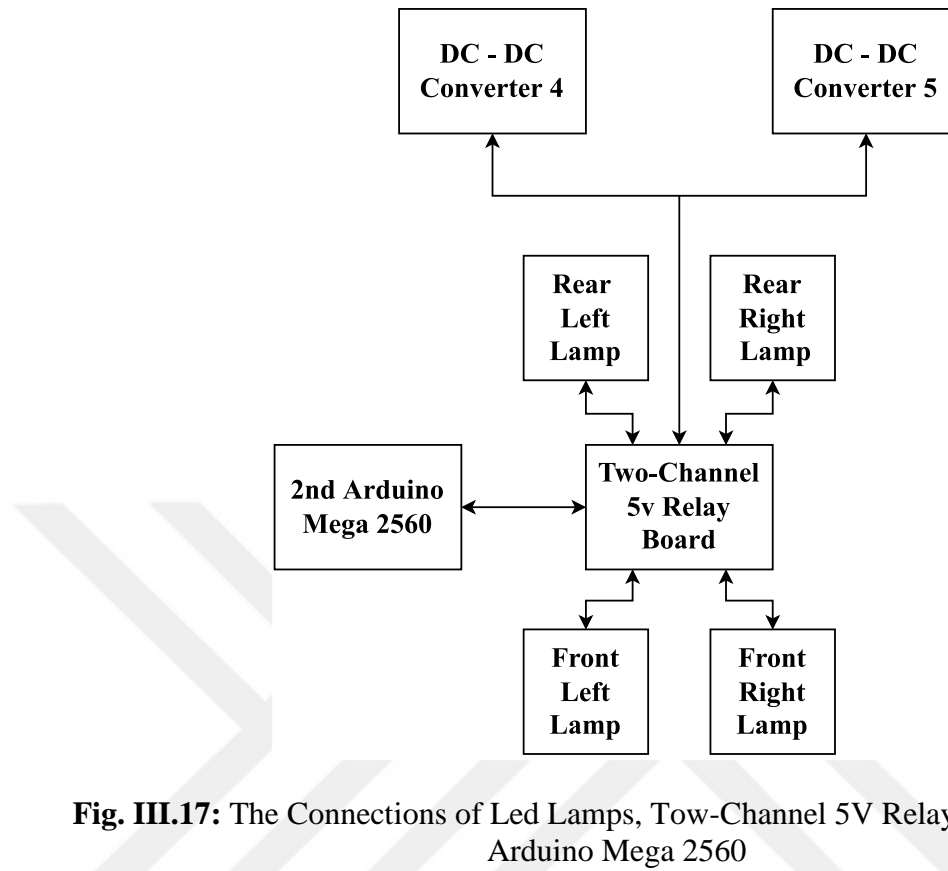 DC - DC
Converter 4
DC - DC
Converter 5
Rear
Left
Lamp
Rear
Right
Lamp
2nd Arduino
Mega 2560
Two-Channel
5v Relay
Board
Front
Left
Lamp
Front
Right
Lamp
Fig. III.17: The Connections of Led Lamps, Tow-Channel 5V Relay
Arduino Mega 2560